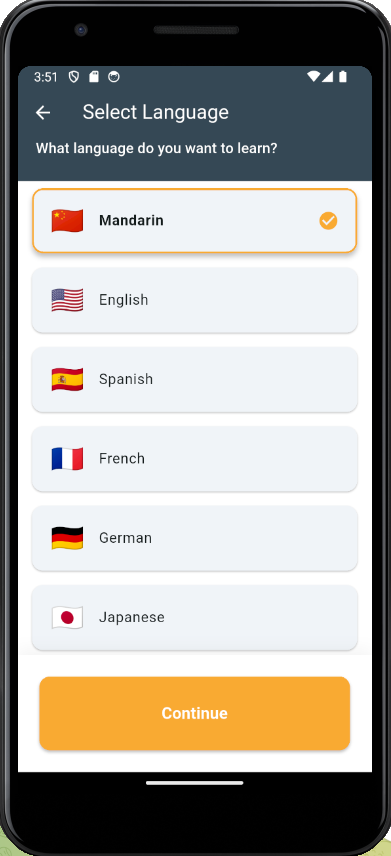 3:51
Select Language
What language do you want to learn?
Mandarin
English
Spanish
French
German
Japanese
Continue